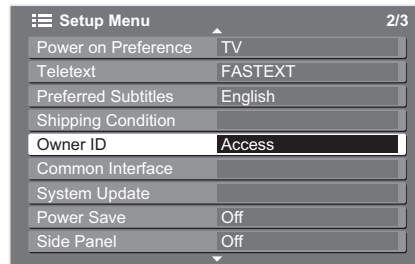 Setup Menu 2/3
Power on Preference TV
Teletext FASTEXT
Preferred Subtitles English
Shipping Condition
Owner ID Access
Common Interface
System Update
Power Save Off
Side Panel Off